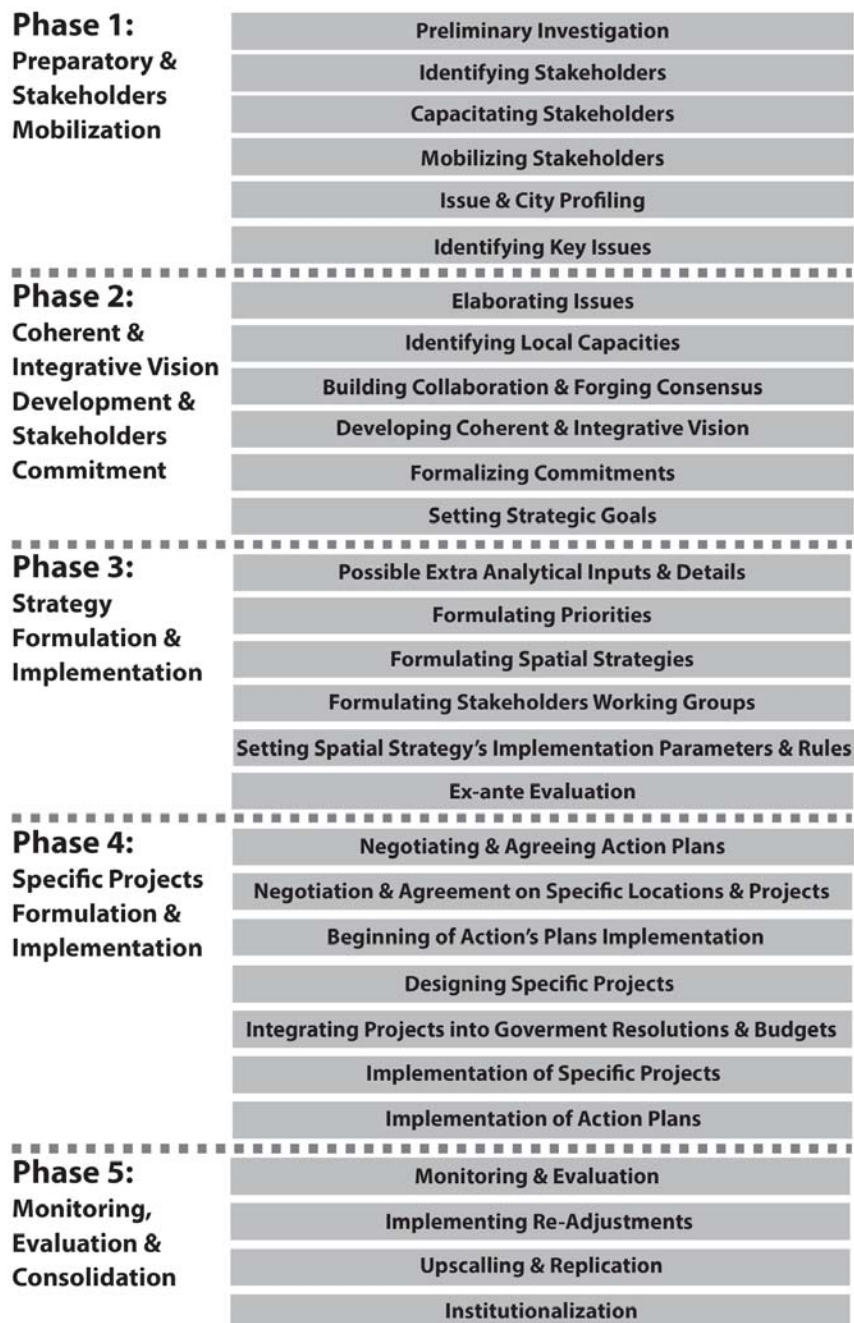 Phase 1:
Preparatory &
Stakeholders
Mobilization
Preliminary Investigation
Identifying Stakeholders
Capacitating Stakeholders
Mobilizing Stakeholders
Issue & City Profiling
Identifying Key Issues
Phase 2:
Coherent &
Integrative Vision
Development &
Stakeholders
Commitment
Elaborating Issues
Identifying Local Capacities
Building Collaboration & Forging Consensus
Developing Coherent & Integrative Vision
Formalizing Commitments
Setting Strategic Goals
Phase 3:
Strategy
Formulation &
Implementation
Possible Extra Analytical Inputs & Details
Formulating Priorities
Formulating Spatial Strategies
Formulating Stakeholders Working Groups
Setting Spatial Strategy's Implementation Parameters & Rules
Ex-ante Evaluation
Phase 4:
Specific Projects
Formulation &
Implementation
Negotiating & Agreeing Action Plans
Negotiation & Agreement on Specific Locations & Projects
Beginning of Action's Plans Implementation
Designing Specific Projects
Integrating Projects into Goverment Resolutions & Budgets
Implementation of Specific Projects
Implementation of Action Plans
Phase 5:
Monitoring,
Evaluation &
Consolidation
Monitoring & Evaluation
Implementing Re-Adjustments
Upscalling & Replication
Institutionalization